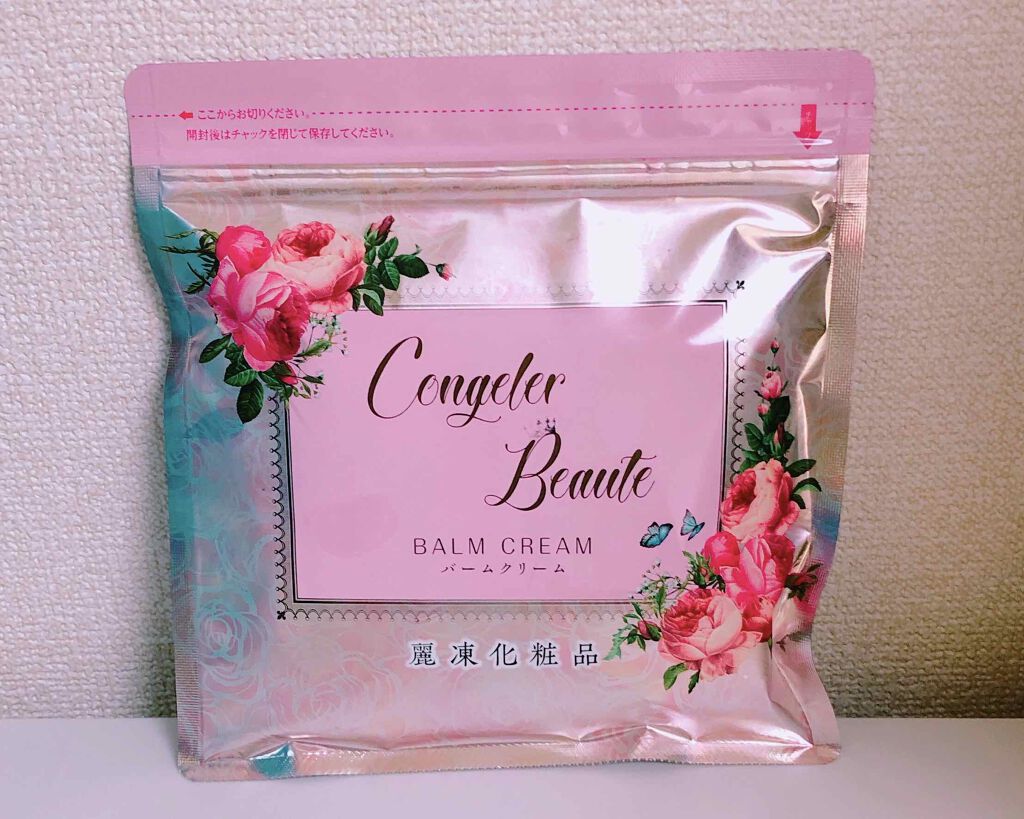 ここからお切りください。
開封後はチャックを閉じて保存してください。
Congeler
Beaute
BALM CREAM
バームクリーム
麗凍化粧品